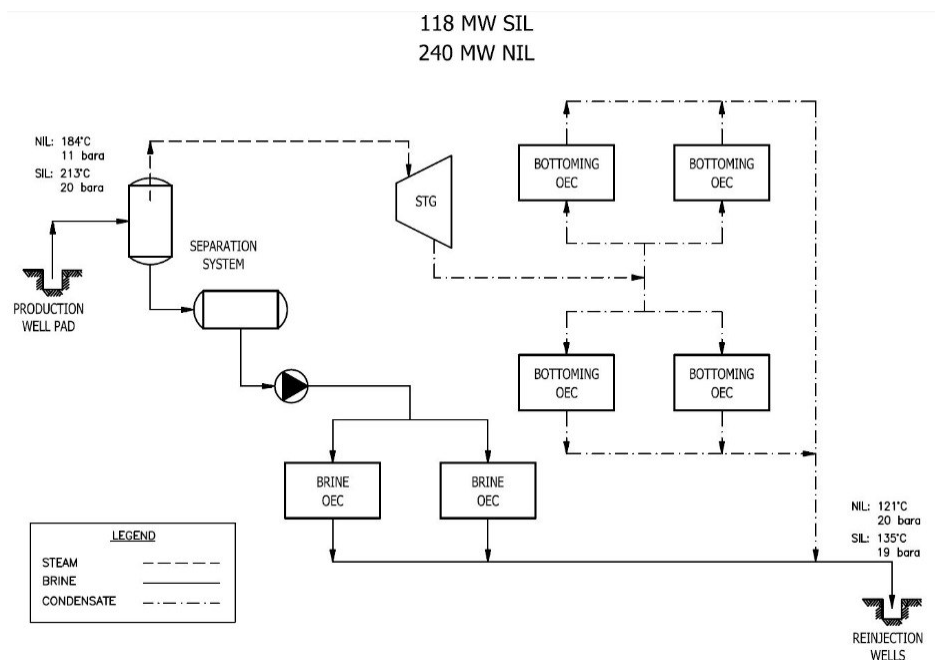 118 MW SIL
240 MW NIL
NIL: 184°C
11 bara
SIL: 213°C
20 bara
SEPARATION
SYSTEM
PRODUCTION
WELL PAD
STG
BOTTOMING
OEC
BOTTOMING
OEC
BOTTOMING
OEC
BOTTOMING
OEC
BRINE
OEC
BRINE
OEC
NIL: 121°C
20 bara
SIL: 135°C
19 bara
REINJECTION
WELLS
LEGEND
STEAM
BRINE
CONDENSATE